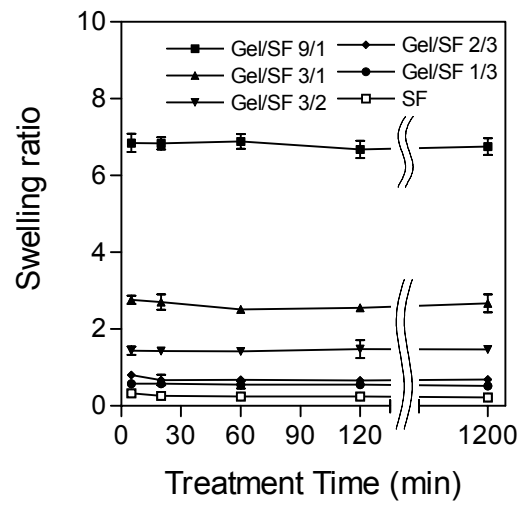 10
8
6
4
2
0
Swelling ratio
Gel/SF 9/1
Gel/SF 3/1
Gel/SF 3/2
Gel/SF 2/3
Gel/SF 1/3
SF
0 30 60 90 120 1200
Treatment Time (min)